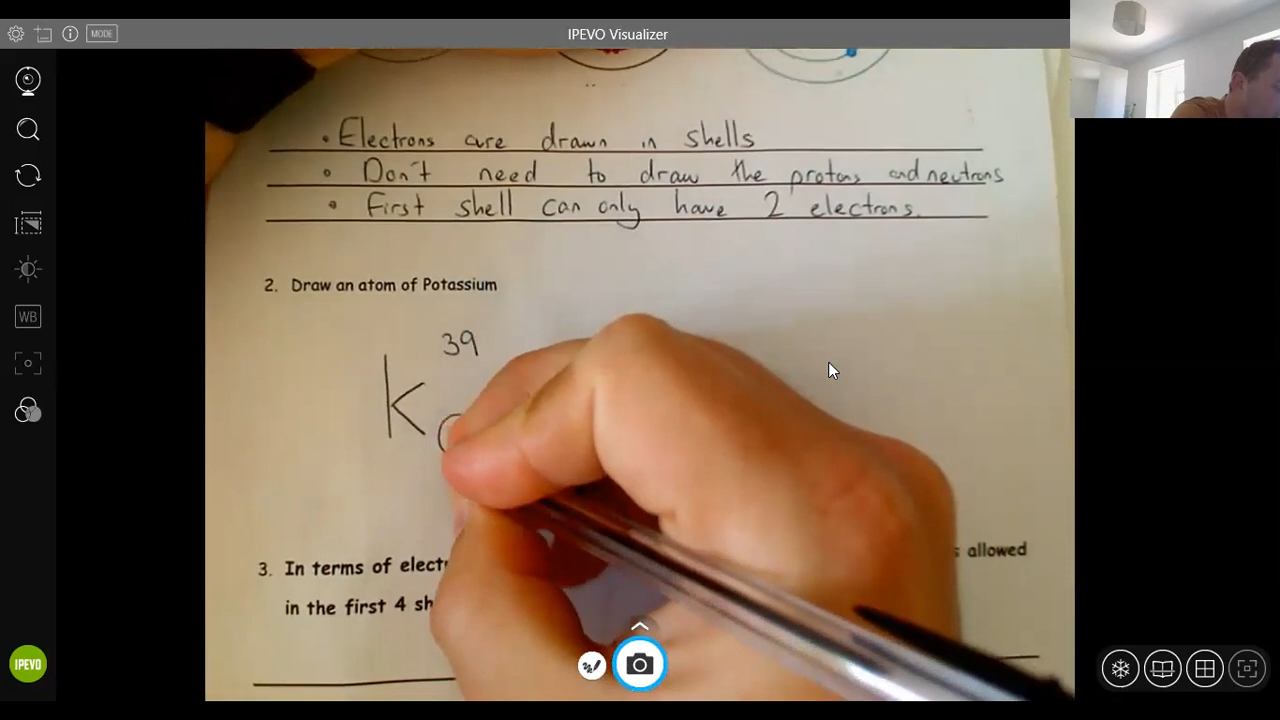 IPEVO Visualizer
MODE
WB
• Electrons are drawn in shells
• Don't need to draw the protons and neutrons
• First shell can only have 2 electrons.
2. Draw an atom of Potassium
39
K
3. In terms of allowed
in the first 4
IPEVO